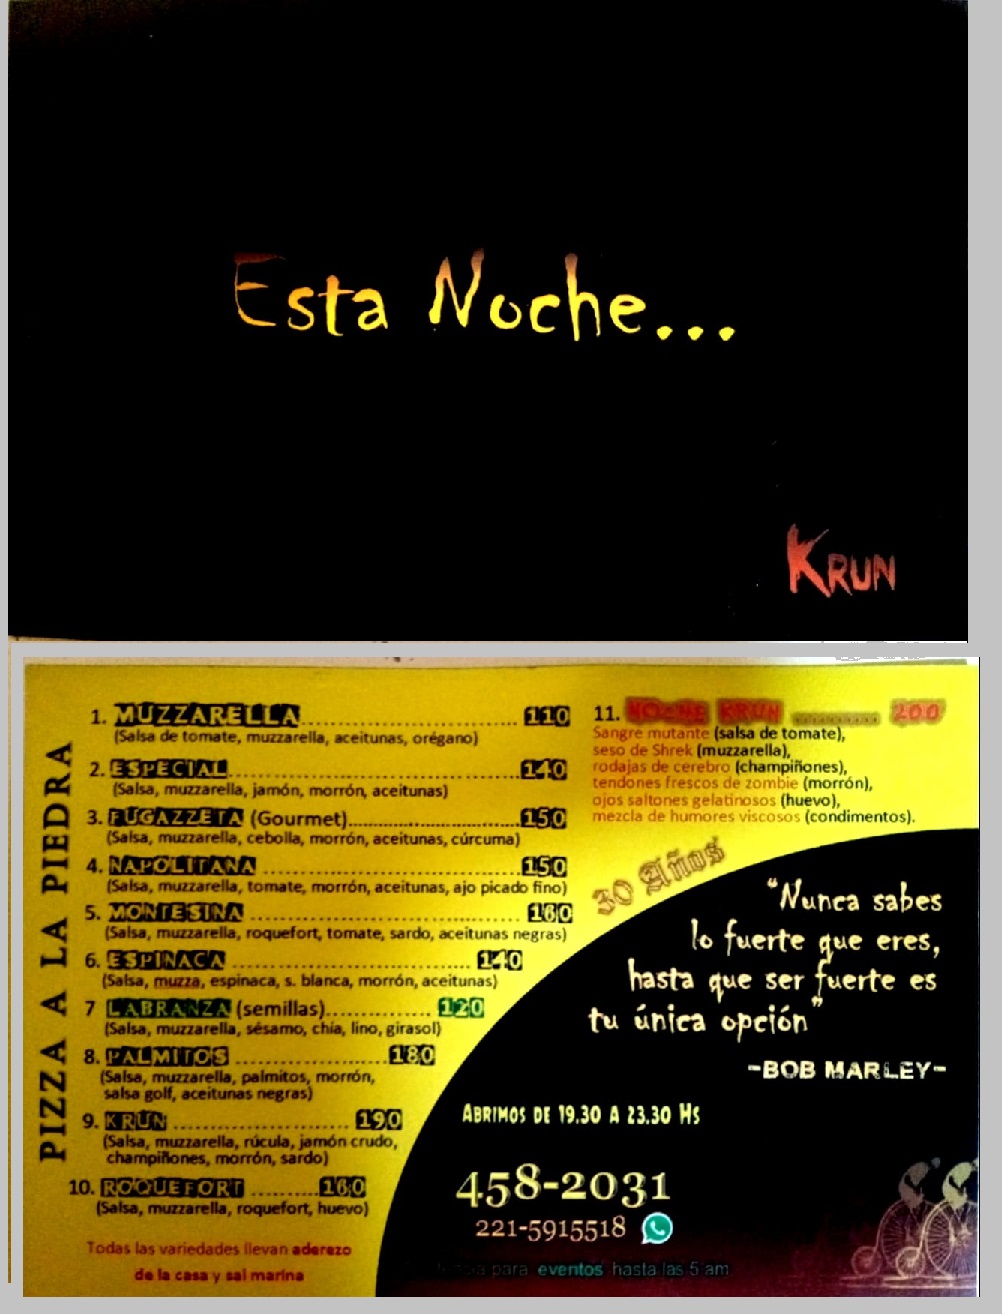 Esta Noche...
KRUN
PIZZA A LA PIEDRA
1. MUZZARELLA.......................................... 110
(Salsa de tomate, muzzarella, aceitunas, orégano)
2. ESPECIAL.......................................................140
(Salsa, muzzarella, jamón, morrón, aceitunas)
3. FUGAZZETA (Gourmet)..........................................150
(Salsa, muzzarella, cebolla, morrón, aceitunas, cúrcuma)
4. NAPOLITANA ................................................150
(Salsa, muzzarella, tomate, morrón, aceitunas, ajo picado fino)
5. MONTESINA .................................................. 160
(Salsa, muzzarella, roquefort, tomate, sardo, aceitunas negras)
6. ESPINACA ............................................. 140
(Salsa, muzza, espinaca, s. blanca, morrón, aceitunas)
7 LABRANZA (semillas).................... 120
(Salsa, muzzarella, sésamo, chía, lino, girasol)
8. PALMITOS ..............................180
(Salsa, muzzarella, palmitos, morrón,
salsa golf, aceitunas negras)
9. KRUN ................................. 190
(Salsa, muzzarella, rúcula, jamón crudo,
champiñones, morrón, sardo)
10. ROQUEFORT ..........160
(Salsa, muzzarella, roquefort, huevo)
Todas las variedades llevan aderezo
de la casa y sal marina
11. NOCHE KRUN .............. 200
Sangre mutante (salsa de tomate),
seso de Shrek (muzzarella),
rodajas de cerebro (champiñones),
tendones frescos de zombie (morrón),
ojos saltones gelatinosos (huevo),
mezcla de humores viscosos (condimentos).
30 Años
"Nunca sabes
lo fuerte que eres,
hasta que ser fuerte es
tu única opción"
-BOB MARLEY-
ABRIMOS DE 19.30 A 23.30 HS
458-2031
221-5915518
para eventos hasta las 5 am